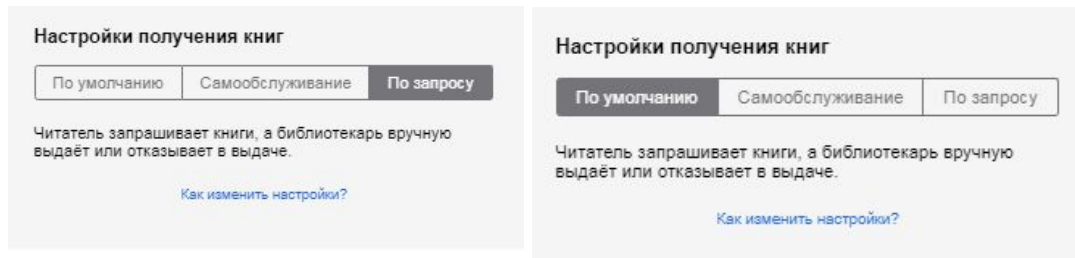 Настройки получения книг
По умолчанию Самообслуживание По запросу
Читатель запрашивает книги, а библиотекарь вручную
выдаёт или отказывает в выдаче.
Как изменить настройки?
Настройки получения книг
По умолчанию Самообслуживание По запросу
Читатель запрашивает книги, а библиотекарь вручную
выдаёт или отказывает в выдаче.
Как изменить настройки?